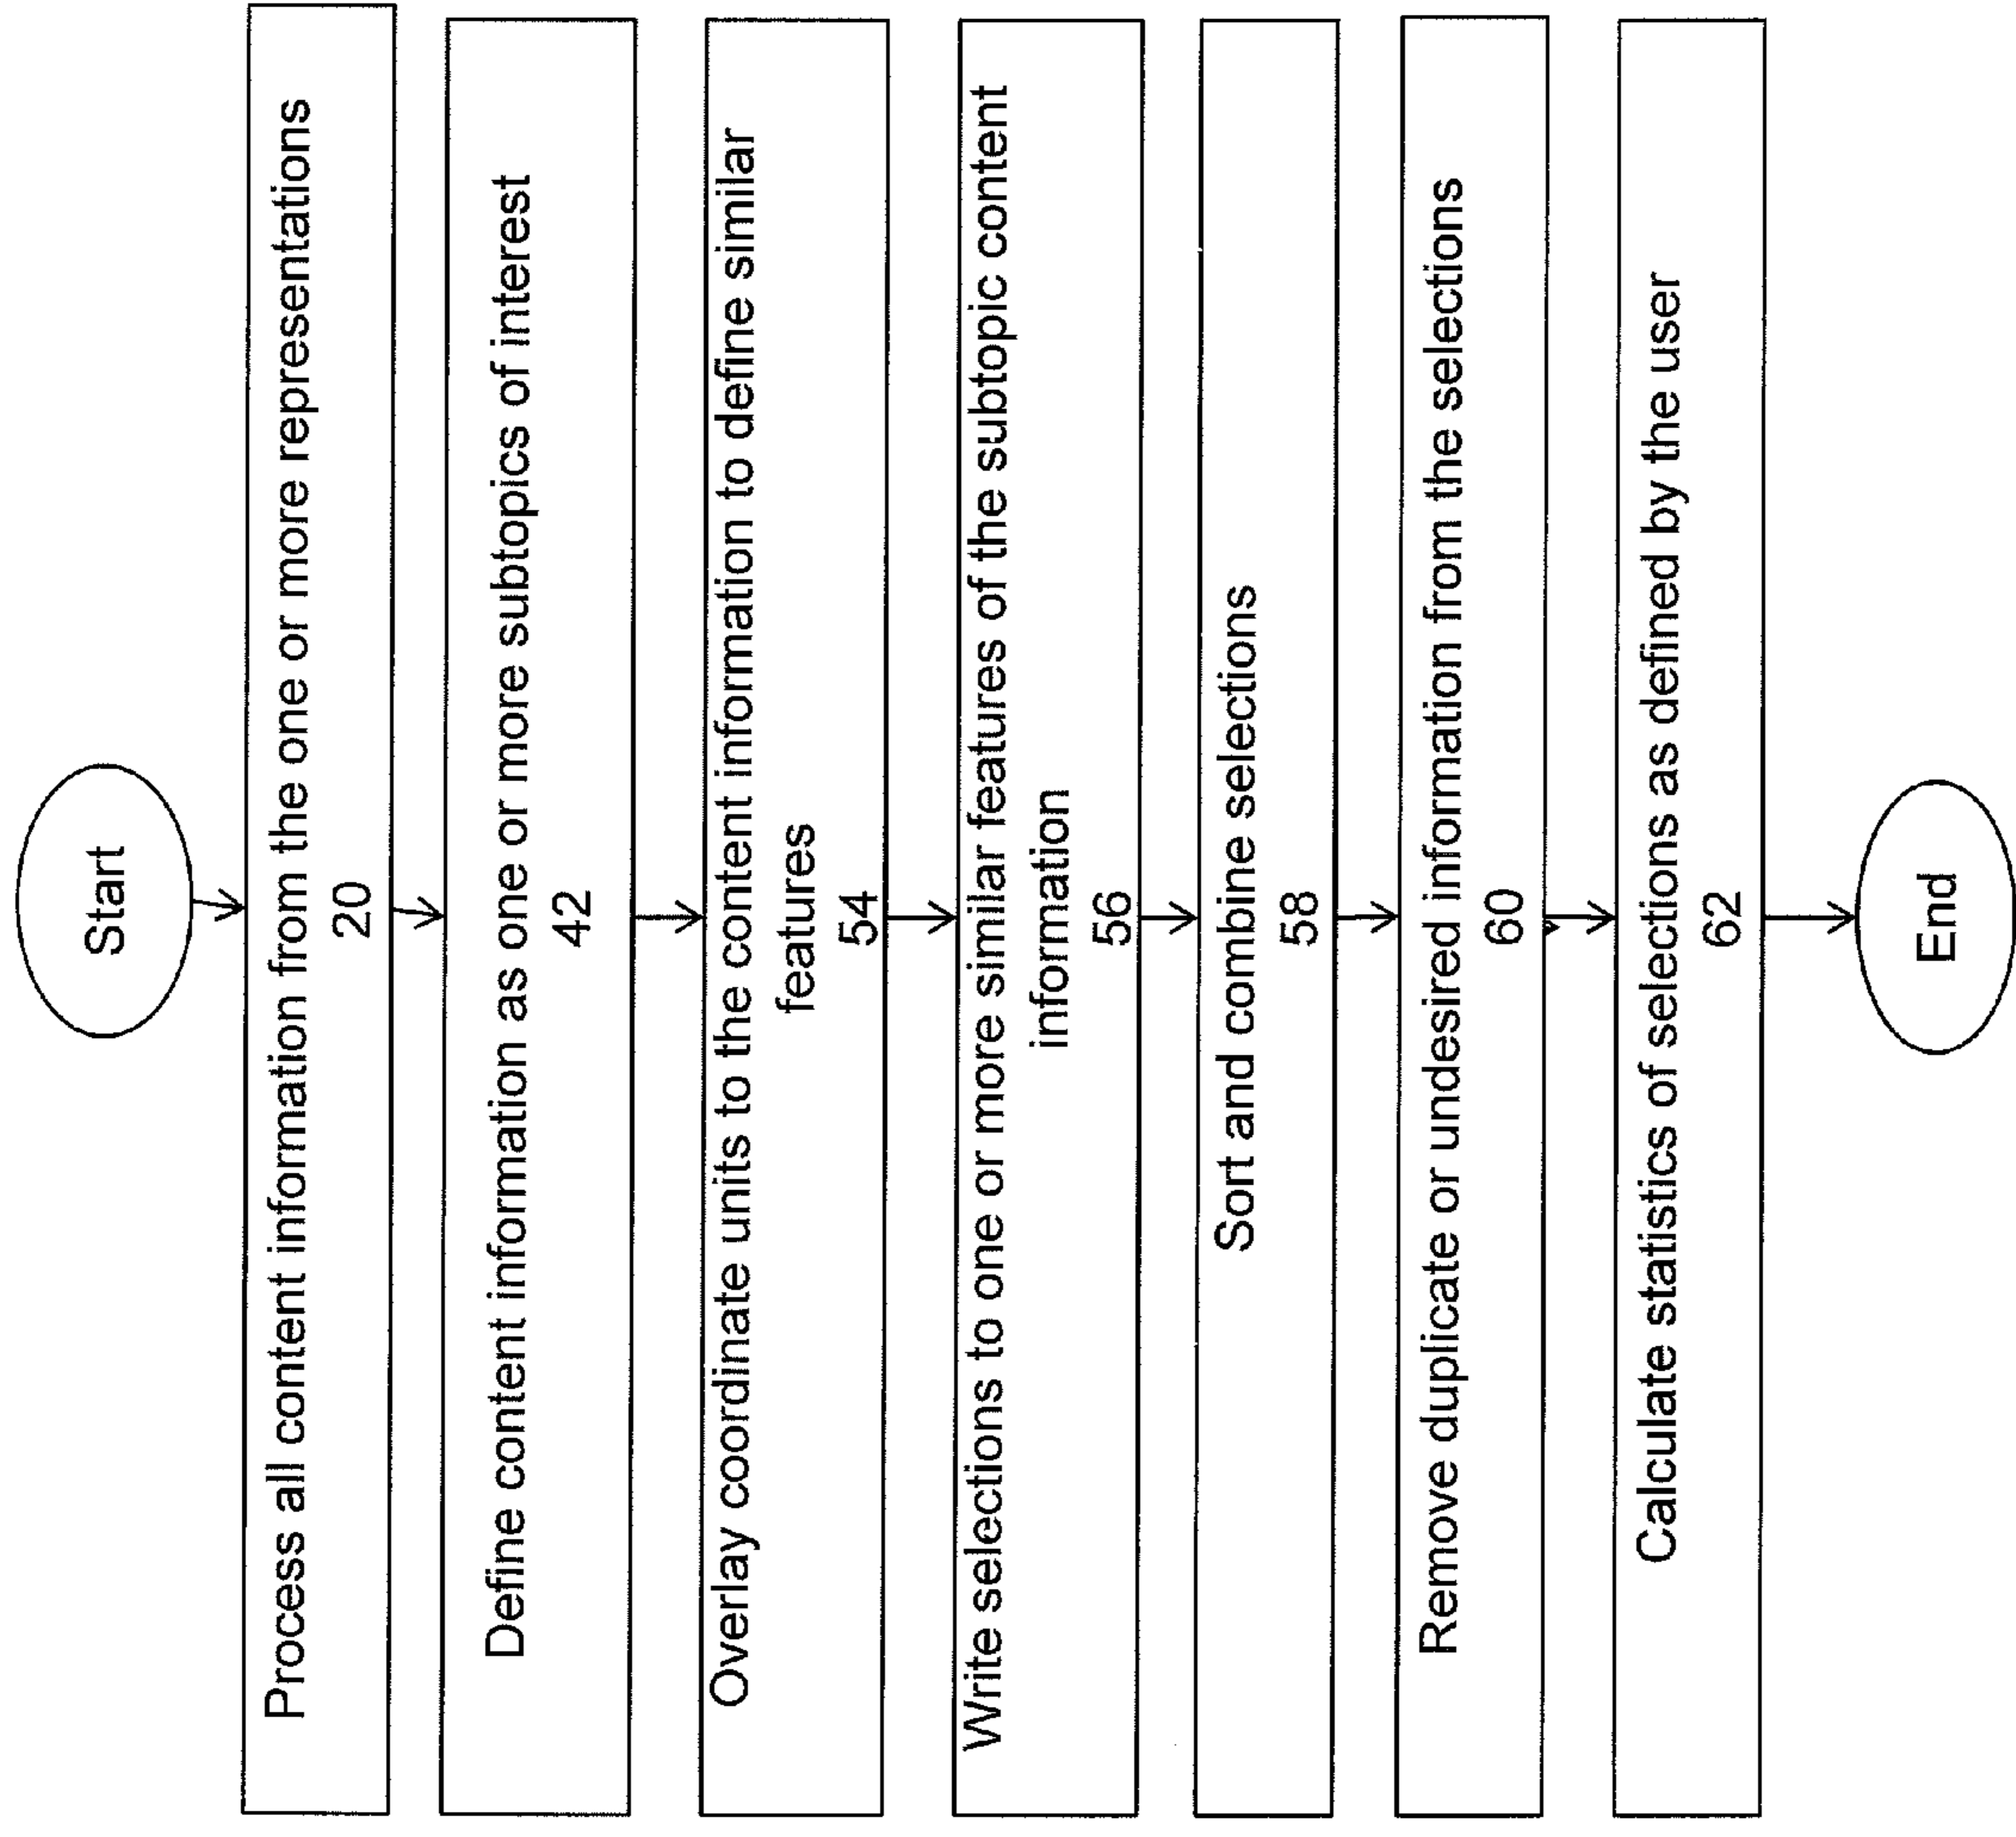 Start
Process all content information from the one or more representations
20
Define content information as one or more subtopics of interest
42
Overlay coordinate units to the content information to define similar
features
54
Write selections to one or more similar features of the subtopic content
information
56
Sort and combine selections
58
Remove duplicate or undesired information from the selections
60
Calculate statistics of selections as defined by the user
62
End